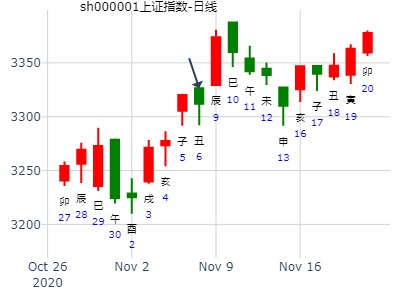 sh000001上证指数-日线
3350
3300
3250
3200
卯
27
辰
28
巳
29
午
30
酉
2
戌
3
亥
4
子
5
丑
6
辰
9
巳
10
午
11
未
12
申
13
亥
16
子
17
丑
18
寅
19
卯
20
Oct 26
2020
Nov 2
Nov 9
Nov 16